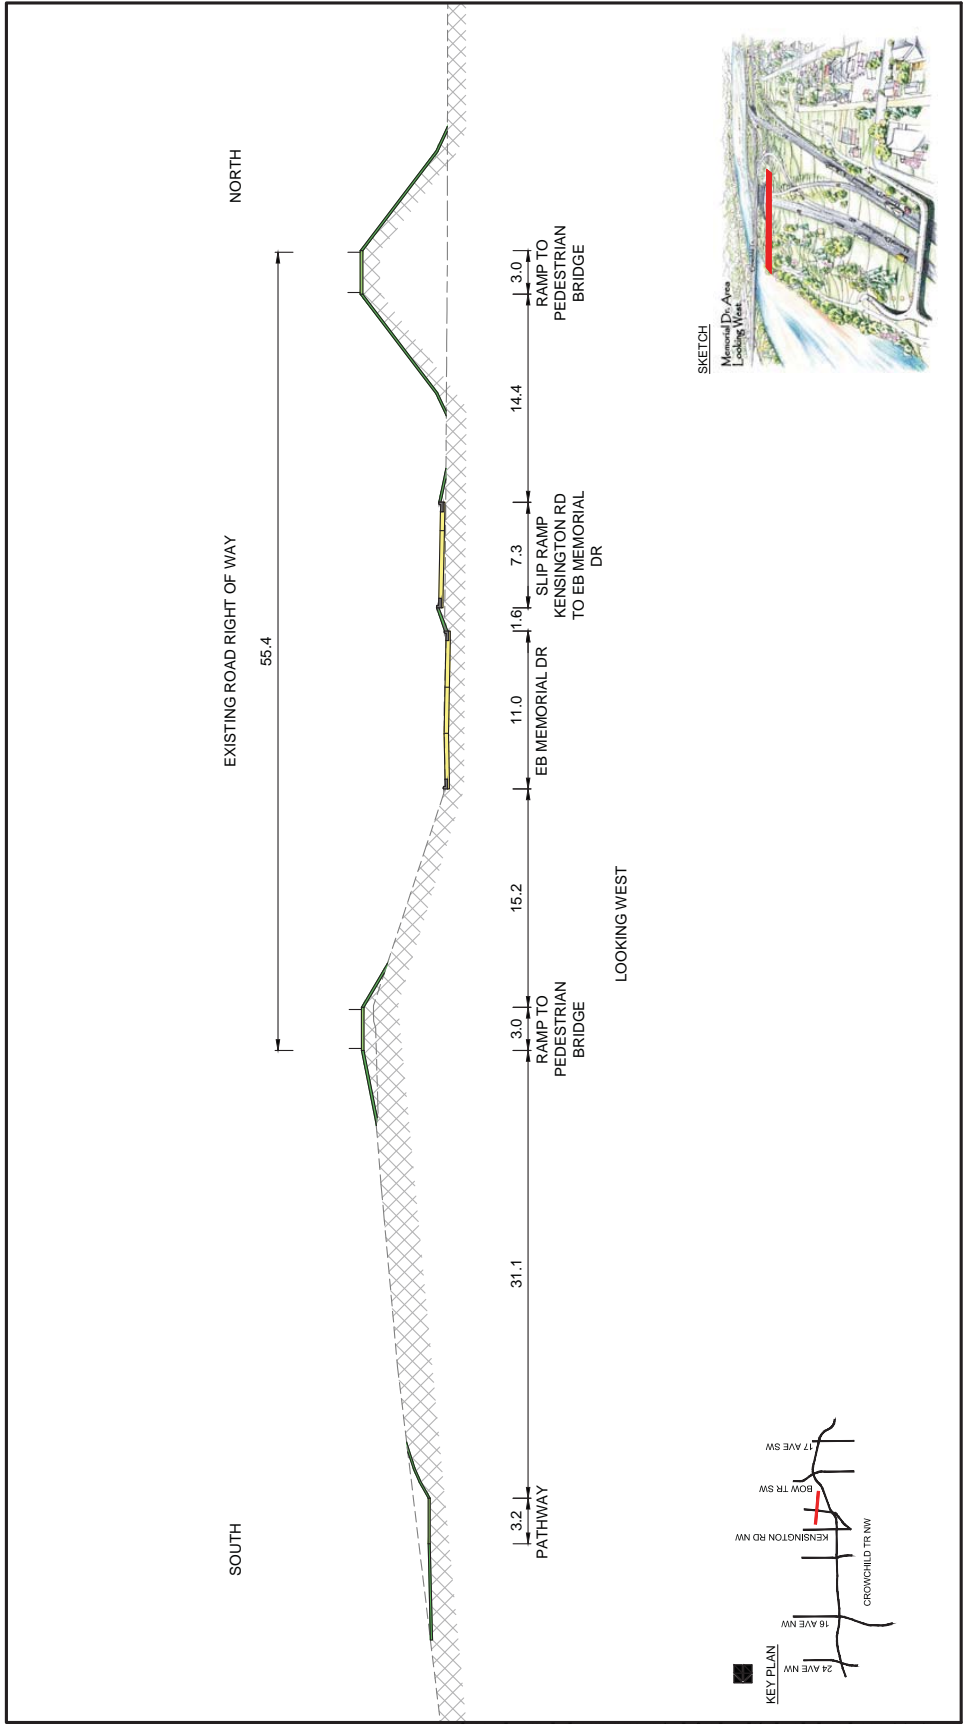 SOUTH
EXISTING ROAD RIGHT OF WAY
NORTH
55.4
3.2
31.1
3.0
15.2
11.0
1.6
7.3
14.4
3.0
PATHWAY
RAMP TO
PEDESTRIAN
BRIDGE
EB MEMORIAL DR
SLIP RAMP
KENSINGTON RD
TO EB MEMORIAL
DR
RAMP TO
PEDESTRIAN
BRIDGE
LOOKING WEST
KEY PLAN
24 AVE NW
16 AVE NW
CROWCHILD TR NW
KENSINGTON RD NW
BOW TR SW
17 AVE SW
SKETCH
Memorial Dr. Area
Looking West